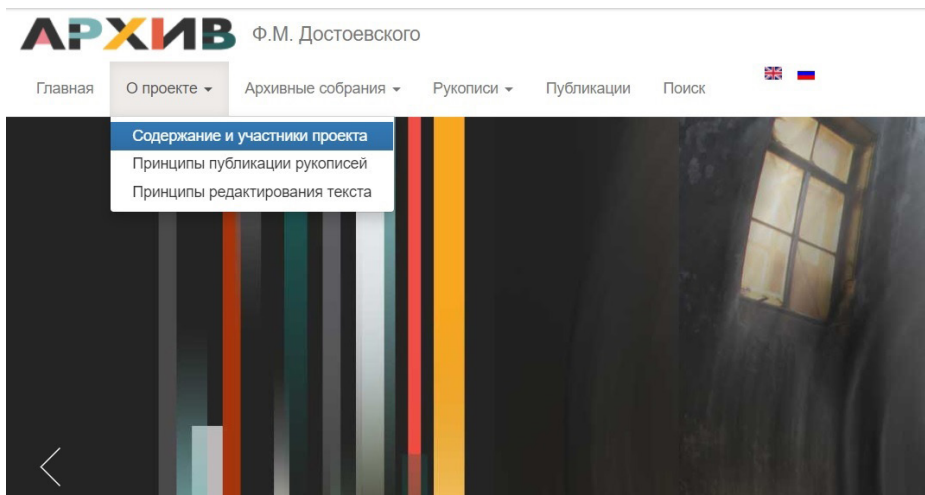 АРХИВ Ф.М. Достоевского
Главная О проекте Архивные собрания Рукописи Публикации Поиск
Содержание и участники проекта
Принципы публикации рукописей
Принципы редактирования текста